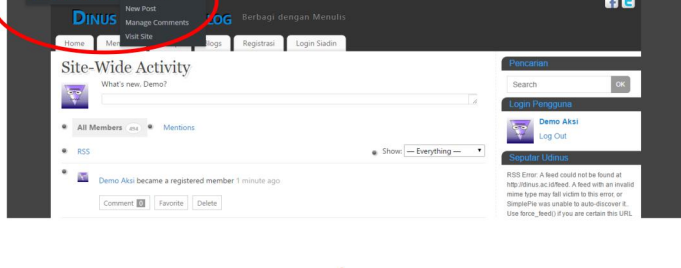 New Post
Manage Comments
Visit Site
DINUS LOG Berbagi dengan Menulis
Home logs Registrasi Login Siadin
Site-Wide Activity
What's new, Demo?
All Members Mentions
RSS
Show: — Everything —
Demo Aksi became a registered member 1 minute ago
Comment 0 Favorite Delete
Pencarian
Search OK
Login Pengguna
Demo Aksi
Log Out
Seputar Udinus
RSS Error: A feed could not be found at
http://dinus.ac.id/feed. A feed with an invalid
mime type may fall victim to this error, or
SimplePie was unable to auto-discover it..
Use force_feed() if you are certain this URL